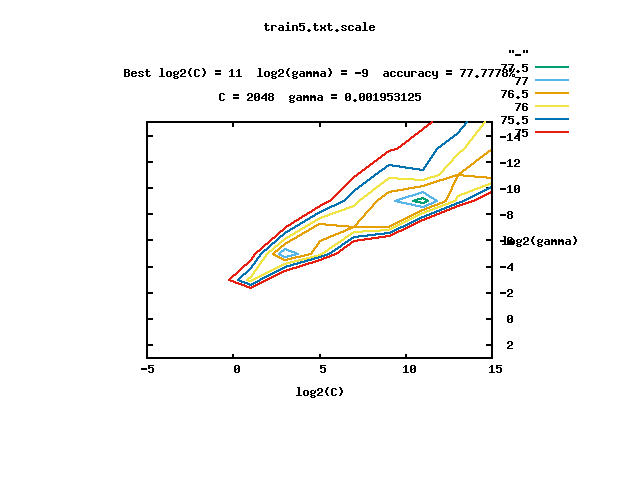 train5.txt.scale
"-"
Best log2(C) = 11  log2(gamma) = -9  accuracy = 77.7778%
C = 2048  gamma = 0.001953125
77.5
77
76.5
76
75.5
75
-14
-12
-10
-8
-6
-4
-2
0
2
log2(gamma)
-5 0 5 10 15
log2(C)